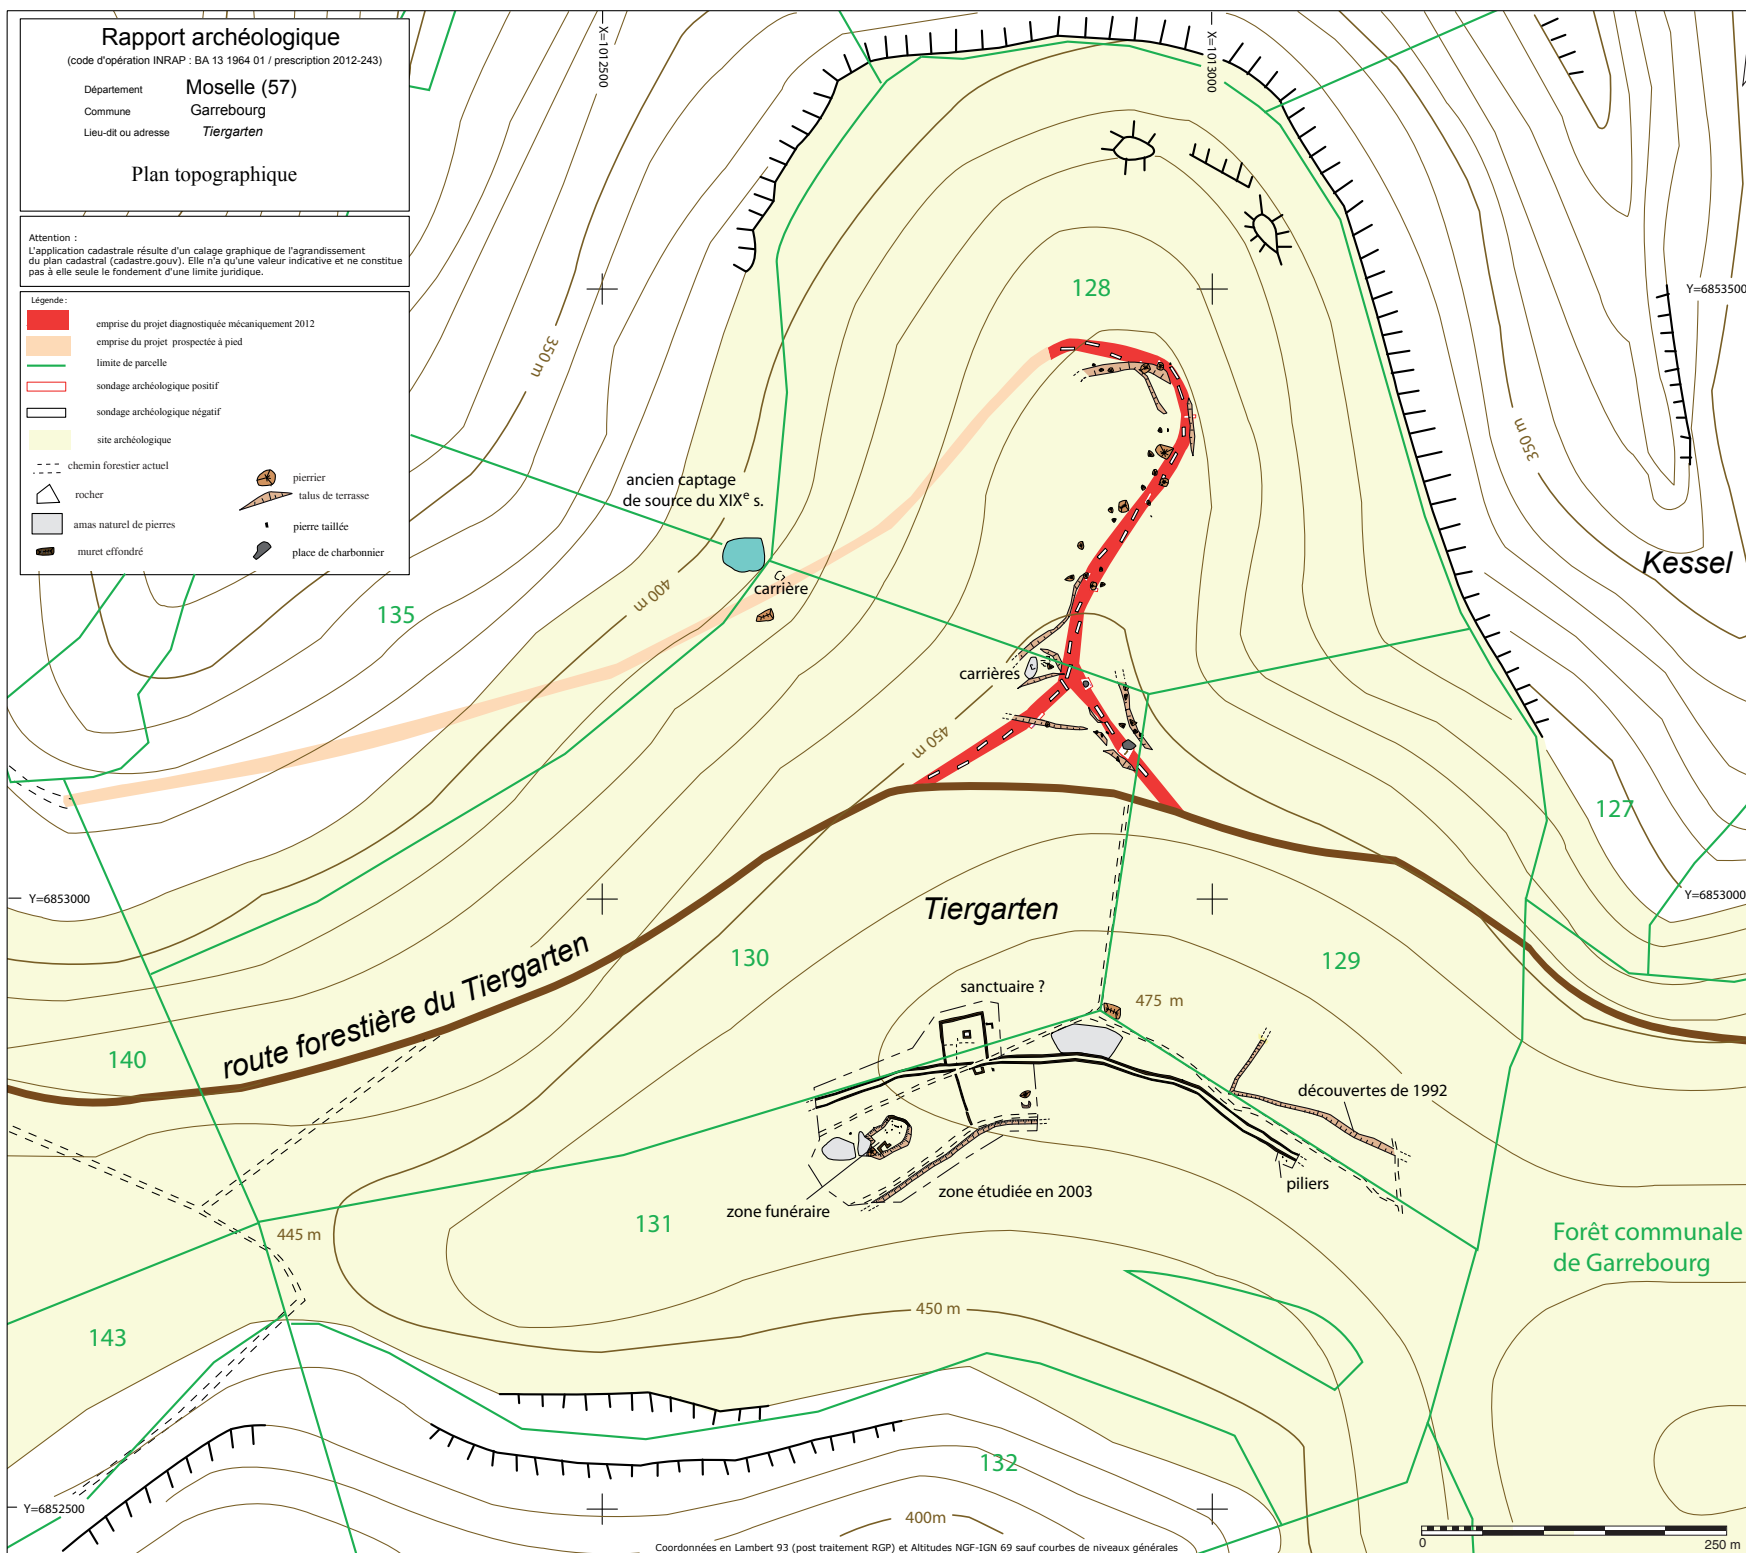 Rapport archéologique
(code d'opération INRAP : BA 13 1964 01 / prescription 2012-243)
Département Moselle (57)
Commune Garrebourg
Lieu-dit ou adresse Tiergarten
Plan topographique
Attention :
L'application cadastrale résulte d'un calage graphique de l'agrandissement
du plan cadastral (cadastre.gouv). Elle n'a qu'une valeur indicative et ne constitue
pas à elle seule le fondement d'une limite juridique.
Légende :
emprise du projet diagnostiquée mécaniquement 2012
emprise du projet prospectée à pied
limite de parcelle
sondage archéologique positif
sondage archéologique négatif
site archéologique
chemin forestier actuel
rocher
amas naturel de pierres
muret effondré
pierrier
talus de terrasse
pierre taillée
place de charbonnier
X=1012500
X=1013000
Y=6853500
128
350 m
350 m
ancien captage
de source du XIXe s.
Kessel
carrière
400 m
135
carrières
450 m
127
Y=6853000
Y=6853000
Tiergarten
130
129
route forestière du Tiergarten
sanctuaire ?
475 m
140
découvertes de 1992
piliers
zone étudiée en 2003
zone funéraire
131
445 m
Forêt communale
de Garrebourg
450 m
143
132
Y=6852500
400m
0
250 m
Coordonnées en Lambert 93 (post traitement RGP) et Altitudes NGF-IGN 69 sauf courbes de niveaux générales